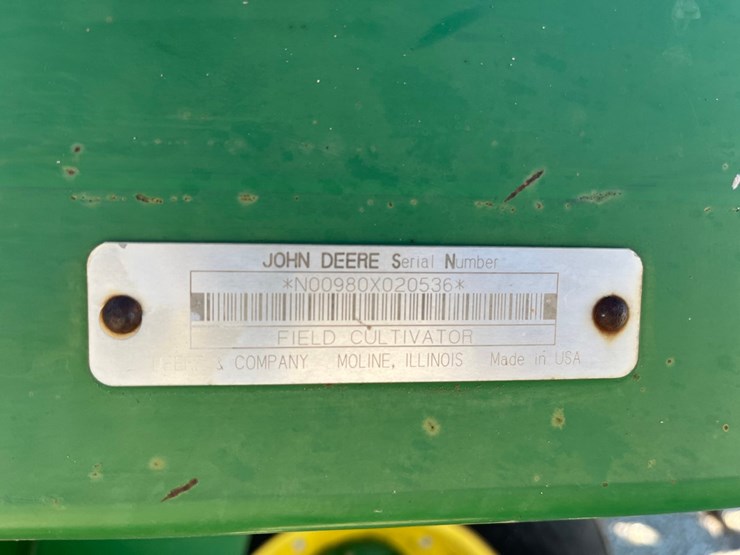 JOHN DEERE Serial Number
*N00980X020536*
FIELD CULTIVATOR
& COMPANY MOLINE, ILLINOIS Made in USA